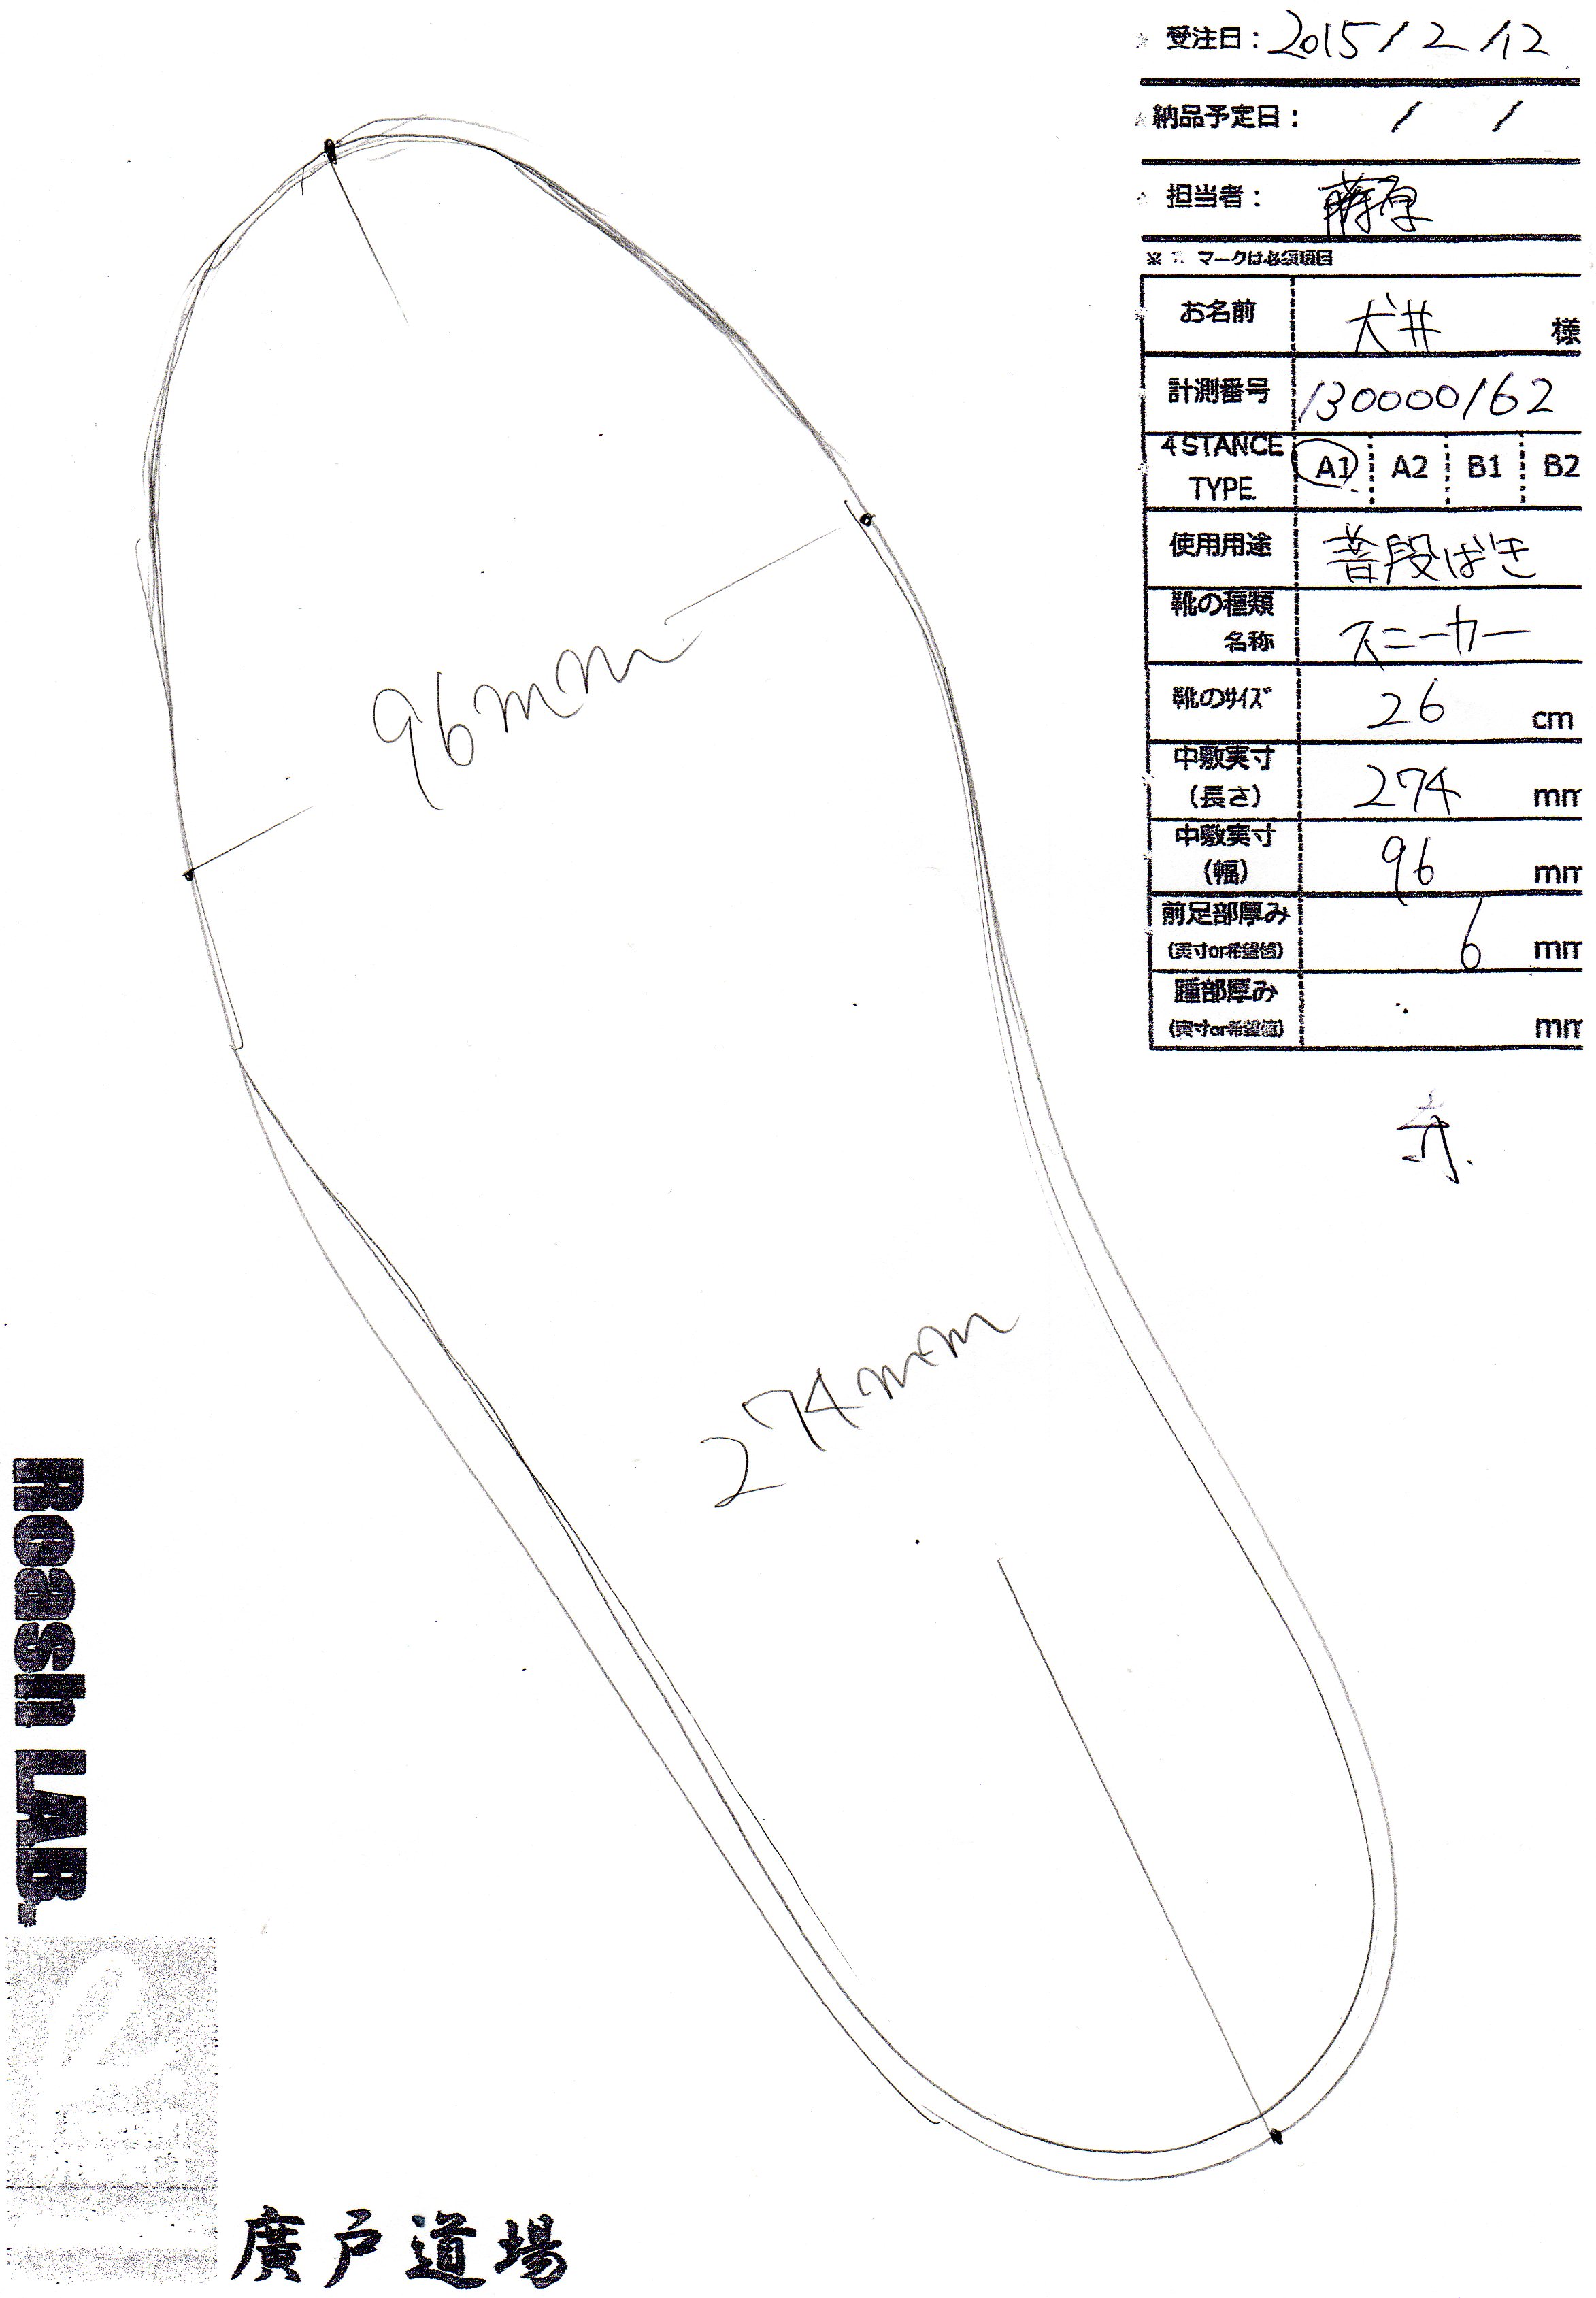 受注日：2015/2/12
納品予定日： / /
担当者： 藤原
※ マークは必須項目
お名前 犬井 様
計測番号 130000162
4 STANCE TYPE A1 A2 B1 B2
使用用途 普段ばき
靴の種類 名称 スニーカー
靴のサイズ 26 cm
中敷実寸 (長さ) 274 mm
中敷実寸 (幅) 96 mm
前足部厚み (実寸or希望値) 6 mm
踵部厚み (実寸or希望値) mm
96mm
274mm
Reash LAB.
廣戸道場